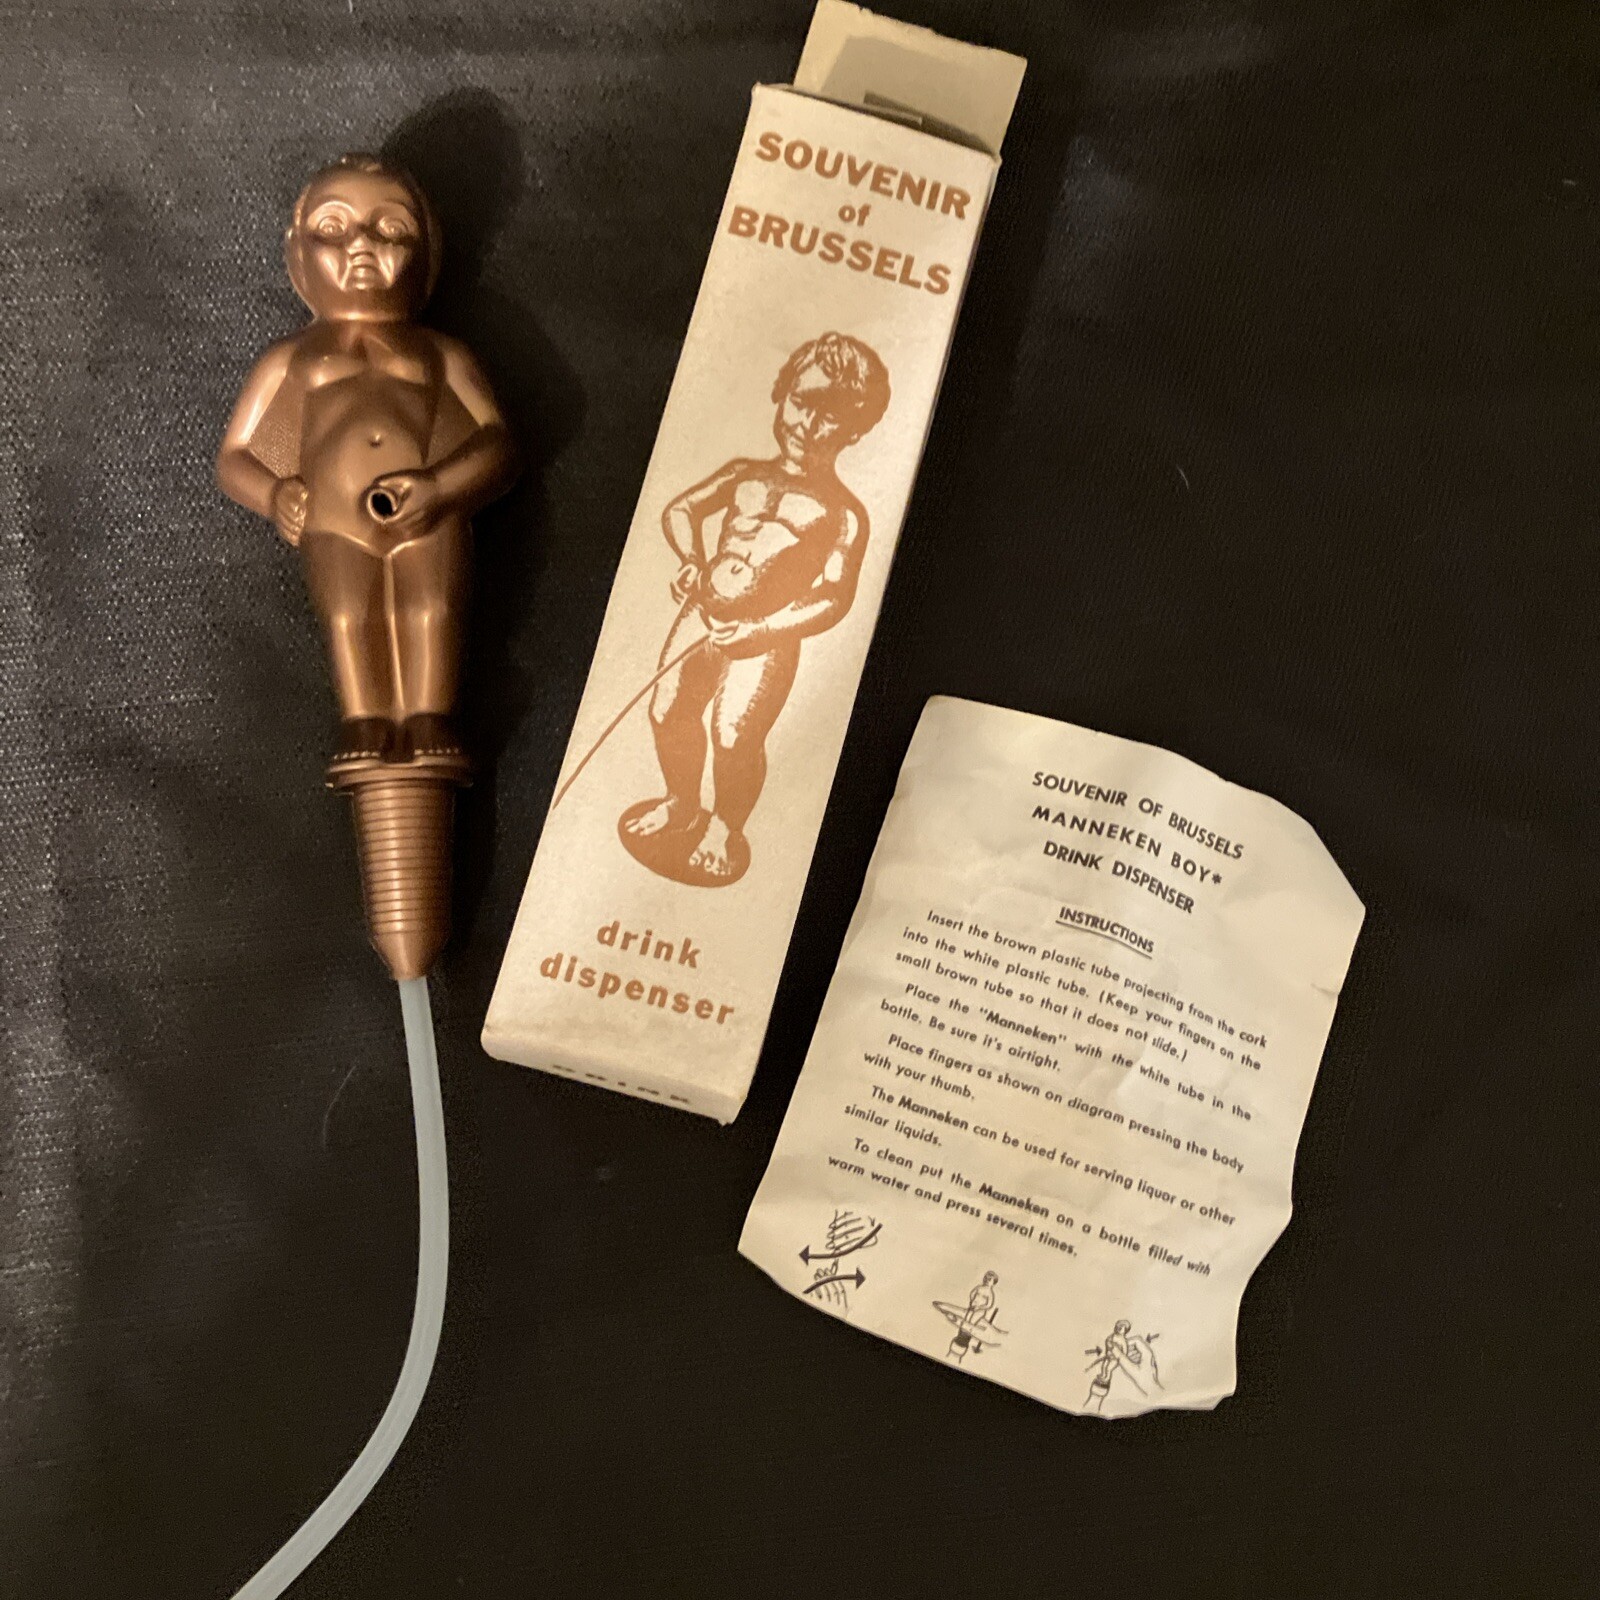 SOUVENIR
of
BRUSSELS
drink
dispenser
DRINK
SOUVENIR OF BRUSSELS
MANNEKEN BOY*
DRINK DISPENSER
INSTRUCTIONS
Insert the brown plastic tube projecting from the cork
into the white plastic tube. (Keep your fingers on the
small brown tube so that it does not slide.)
Place the "Manneken" with the white tube in the
bottle. Be sure it's airtight.
Place fingers as shown on diagram pressing the body
with your thumb.
The Manneken can be used for serving liquor or other
similar liquids.
To clean put the Manneken on a bottle filled with
warm water and press several times.